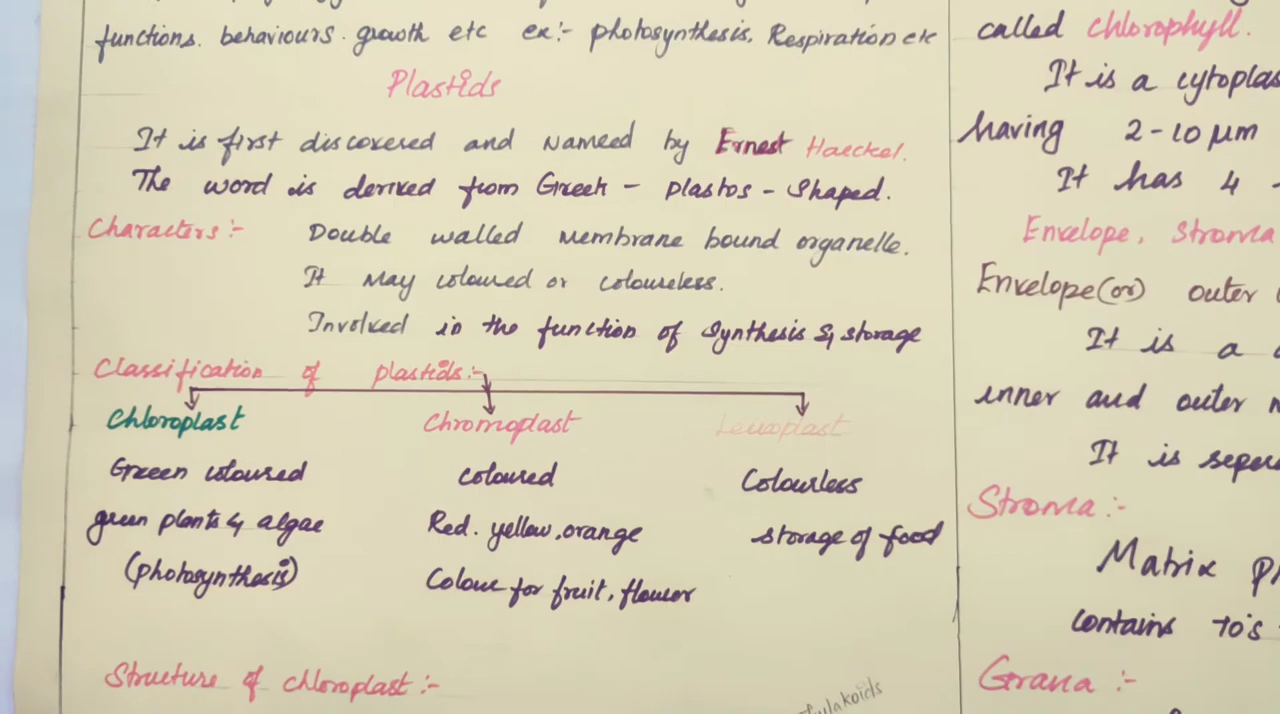 functions. behaviours. growth etc ex:- photosynthesis, Respiration etc
Plastids
It is first discovered and Nameed by Ernest Haeckel.
The word is derived from Greek - Plastos - Shaped.
Characters:- Double walled Membrane bound organelle.
It May coloured or colourless.
Involved in the function of Synthesis & storage
Classification of plastids:-
Chloroplast Chromoplast Leucoplast
Green coloured coloured Colourless
green plants & algae Red. yellow, orange storage of food
(photosynthesis) Colour for fruit, flower
Structure of chloroplast:-
called chlorophyll.
It is a cytoplas
having 2-10 μm
It has 4
Envelope, Stroma
Envelope (or) outer
It is a
inner and outer
It is sepera
Stroma:-
Matrix
contains 70's
Grana:-